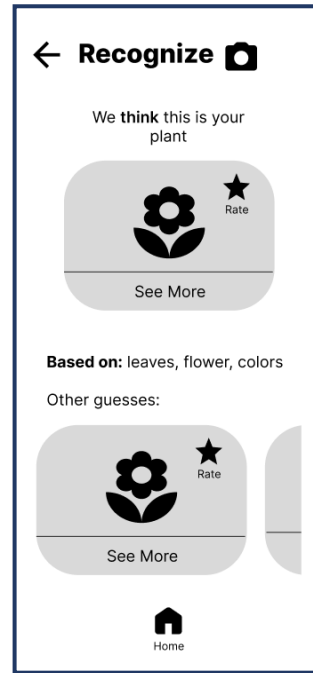 Recognize
We think this is your
plant
Rate
See More
Based on: leaves, flower, colors
Other guesses:
Rate
See More
Home